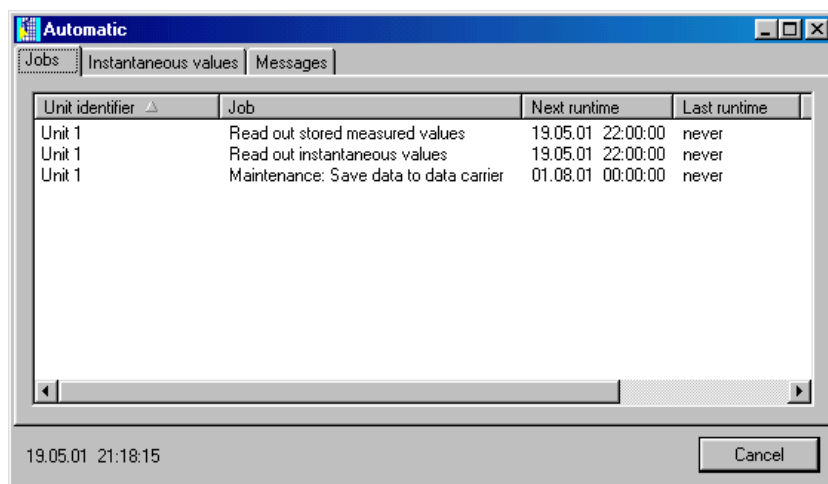 Automatic
Jobs Instantaneous values Messages
Unit identifier Job Next runtime Last runtime
Unit 1 Read out stored measured values 19.05.01 22:00:00 never
Unit 1 Read out instantaneous values 19.05.01 22:00:00 never
Unit 1 Maintenance: Save data to data carrier 01.08.01 00:00:00 never
19.05.01 21:18:15 Cancel